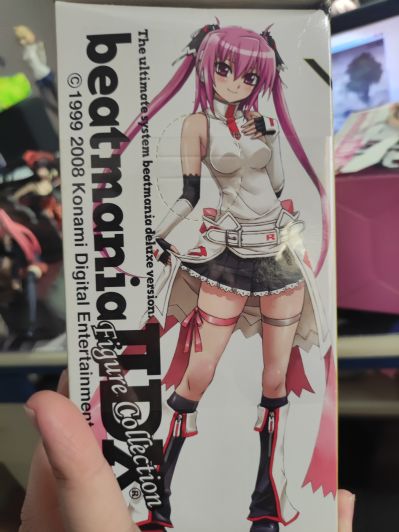 The ultimate system beatmania deluxe version.
beatmania IIDX®
Figure Collection
©1999 2008 Konami Digital Entertainment
R